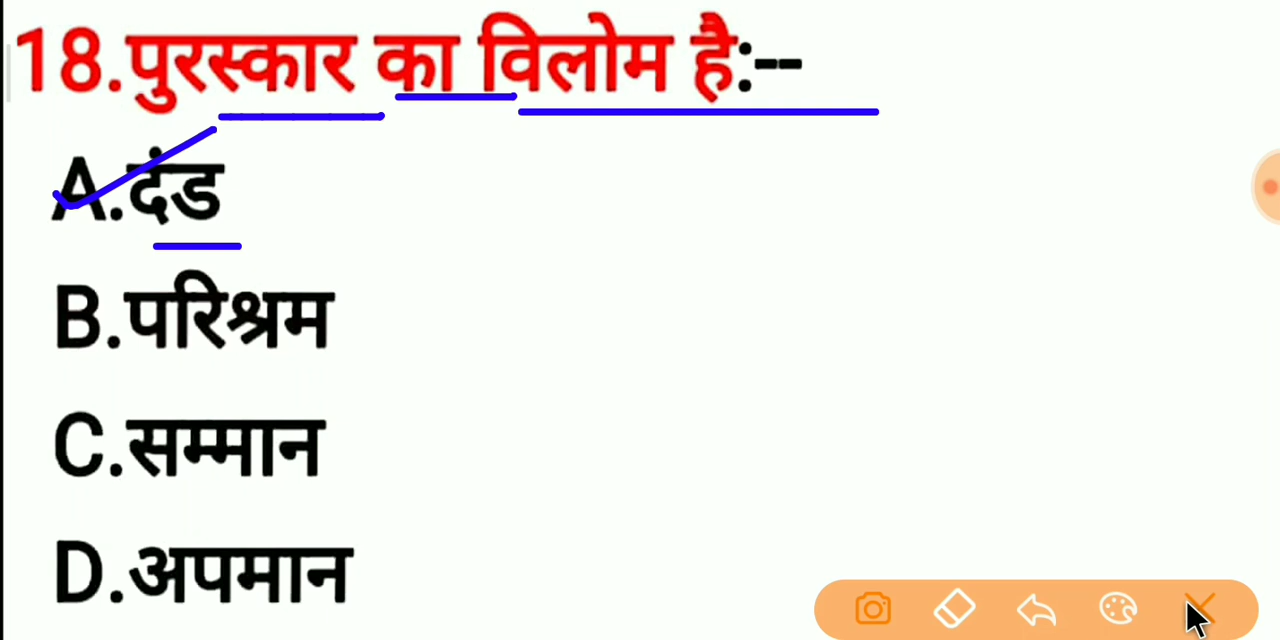 18.पुरस्कार का विलोम है:--
A.दंड
B.परिश्रम
C.सम्मान
D.अपमान